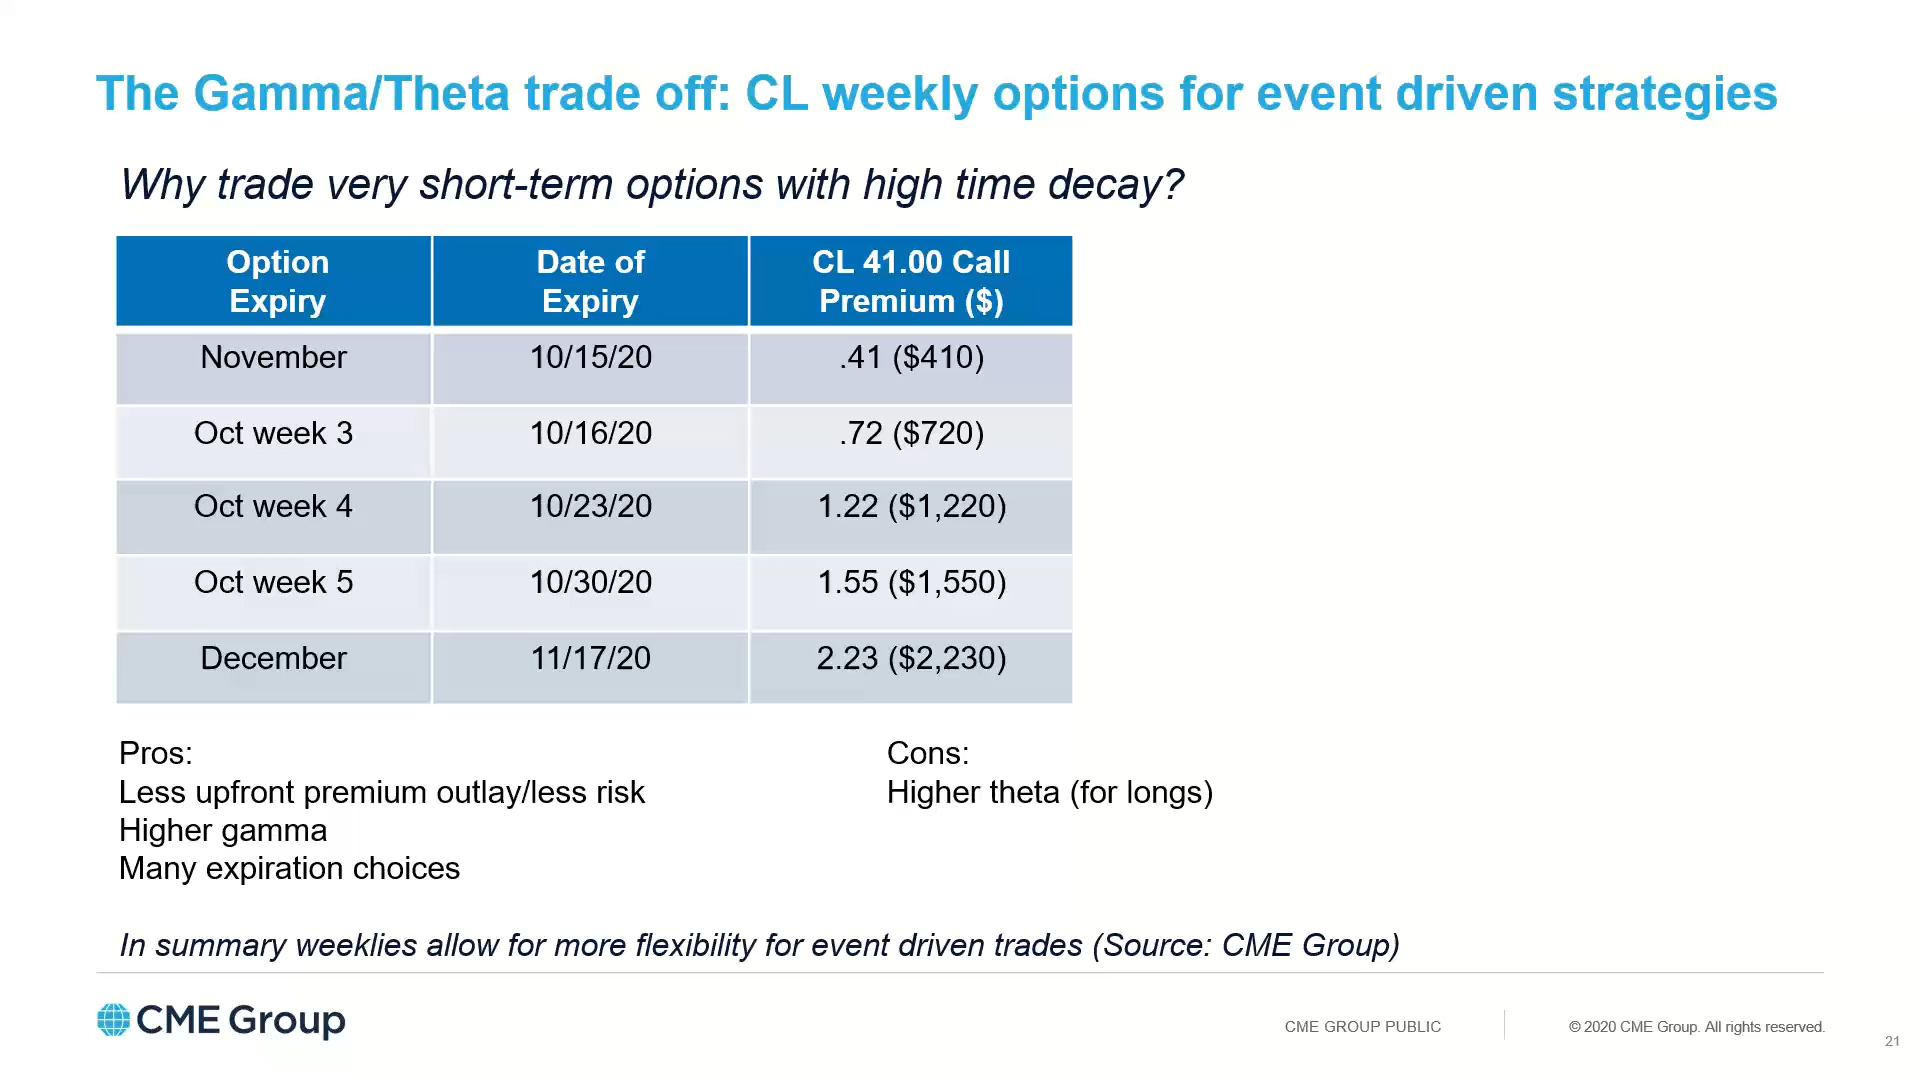 The Gamma/Theta trade off: CL weekly options for event driven strategies
Why trade very short-term options with high time decay?
Option Expiry
Date of Expiry
CL 41.00 Call Premium ($)
November 10/15/20 .41 ($410)
Oct week 3 10/16/20 .72 ($720)
Oct week 4 10/23/20 1.22 ($1,220)
Oct week 5 10/30/20 1.55 ($1,550)
December 11/17/20 2.23 ($2,230)
Pros:
Less upfront premium outlay/less risk
Higher gamma
Many expiration choices
Cons:
Higher theta (for longs)
In summary weeklies allow for more flexibility for event driven trades (Source: CME Group)
CME Group
CME GROUP PUBLIC
© 2020 CME Group. All rights reserved.
21